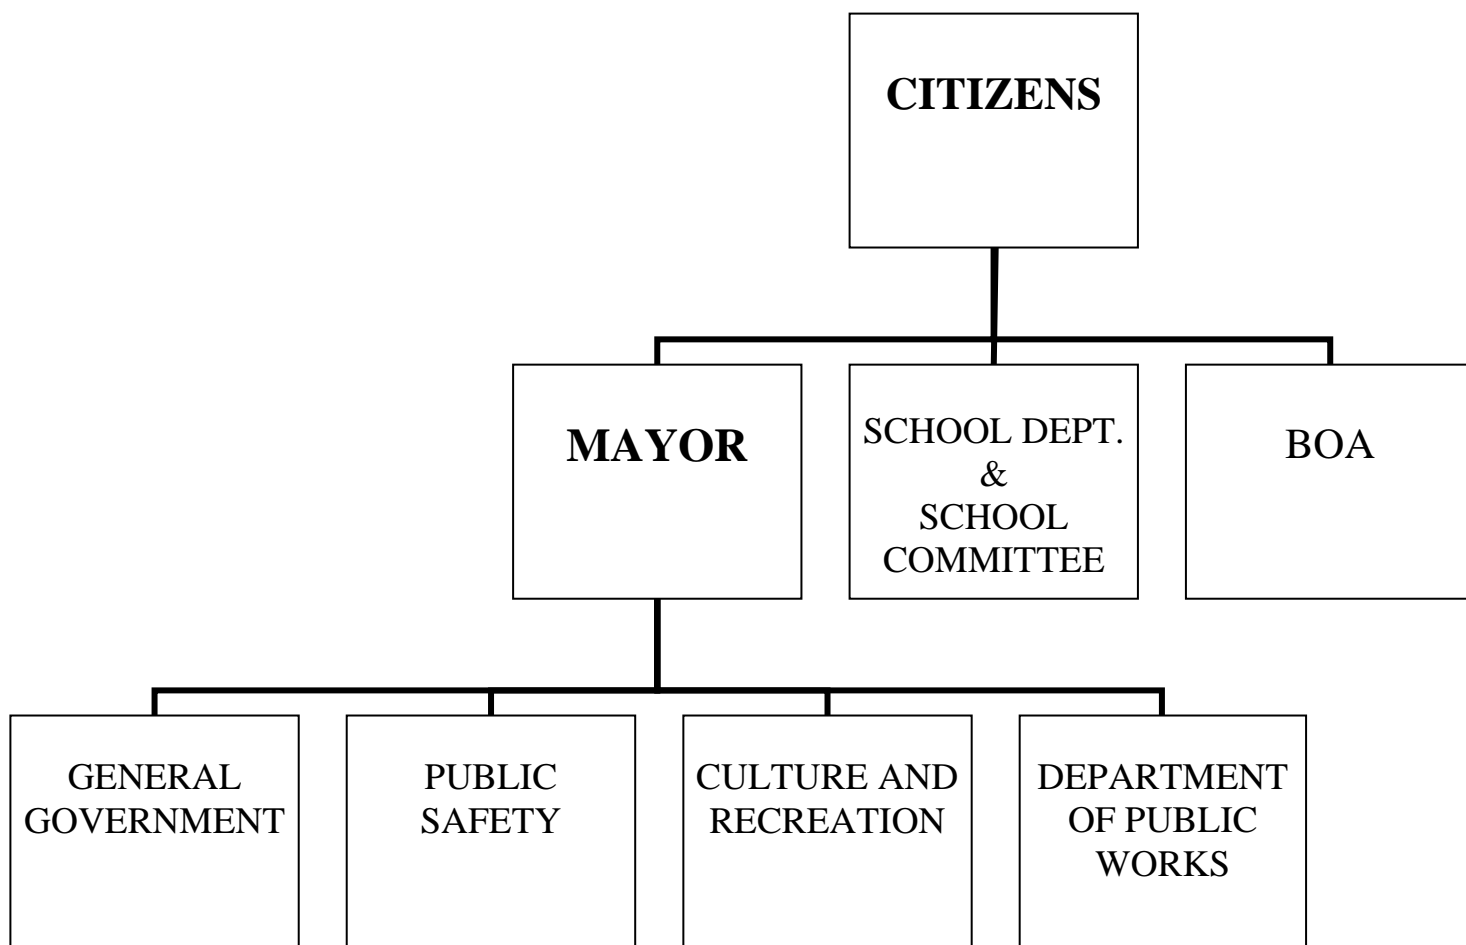 CITIZENS
MAYOR
SCHOOL DEPT.
&
SCHOOL
COMMITTEE
BOA
GENERAL
GOVERNMENT
PUBLIC
SAFETY
CULTURE AND
RECREATION
DEPARTMENT
OF PUBLIC
WORKS